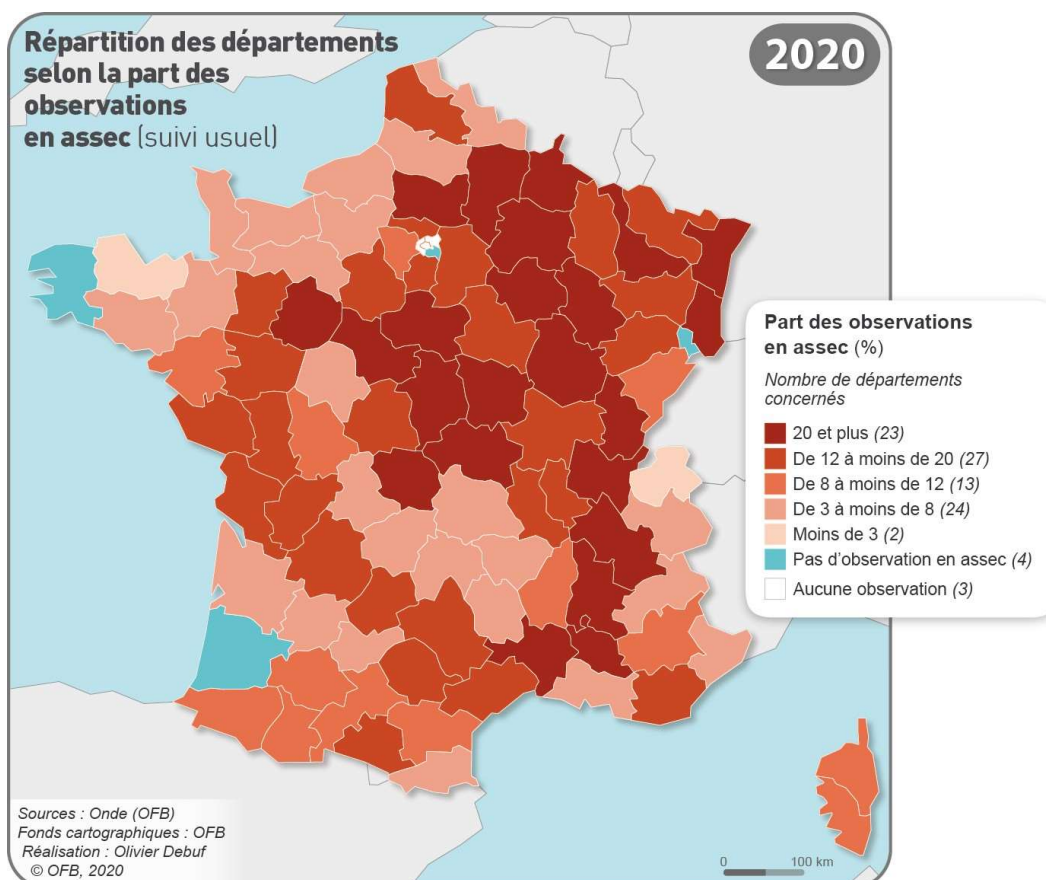 Répartition des départements
selon la part des
observations
en assec (suivi usuel)
2020
Part des observations
en assec (%)
Nombre de départements
concernés
20 et plus (23)
De 12 à moins de 20 (27)
De 8 à moins de 12 (13)
De 3 à moins de 8 (24)
Moins de 3 (2)
Pas d'observation en assec (4)
Aucune observation (3)
Sources : Onde (OFB)
Fonds cartographiques : OFB
Réalisation : Olivier Debuf
© OFB, 2020
0 100 km